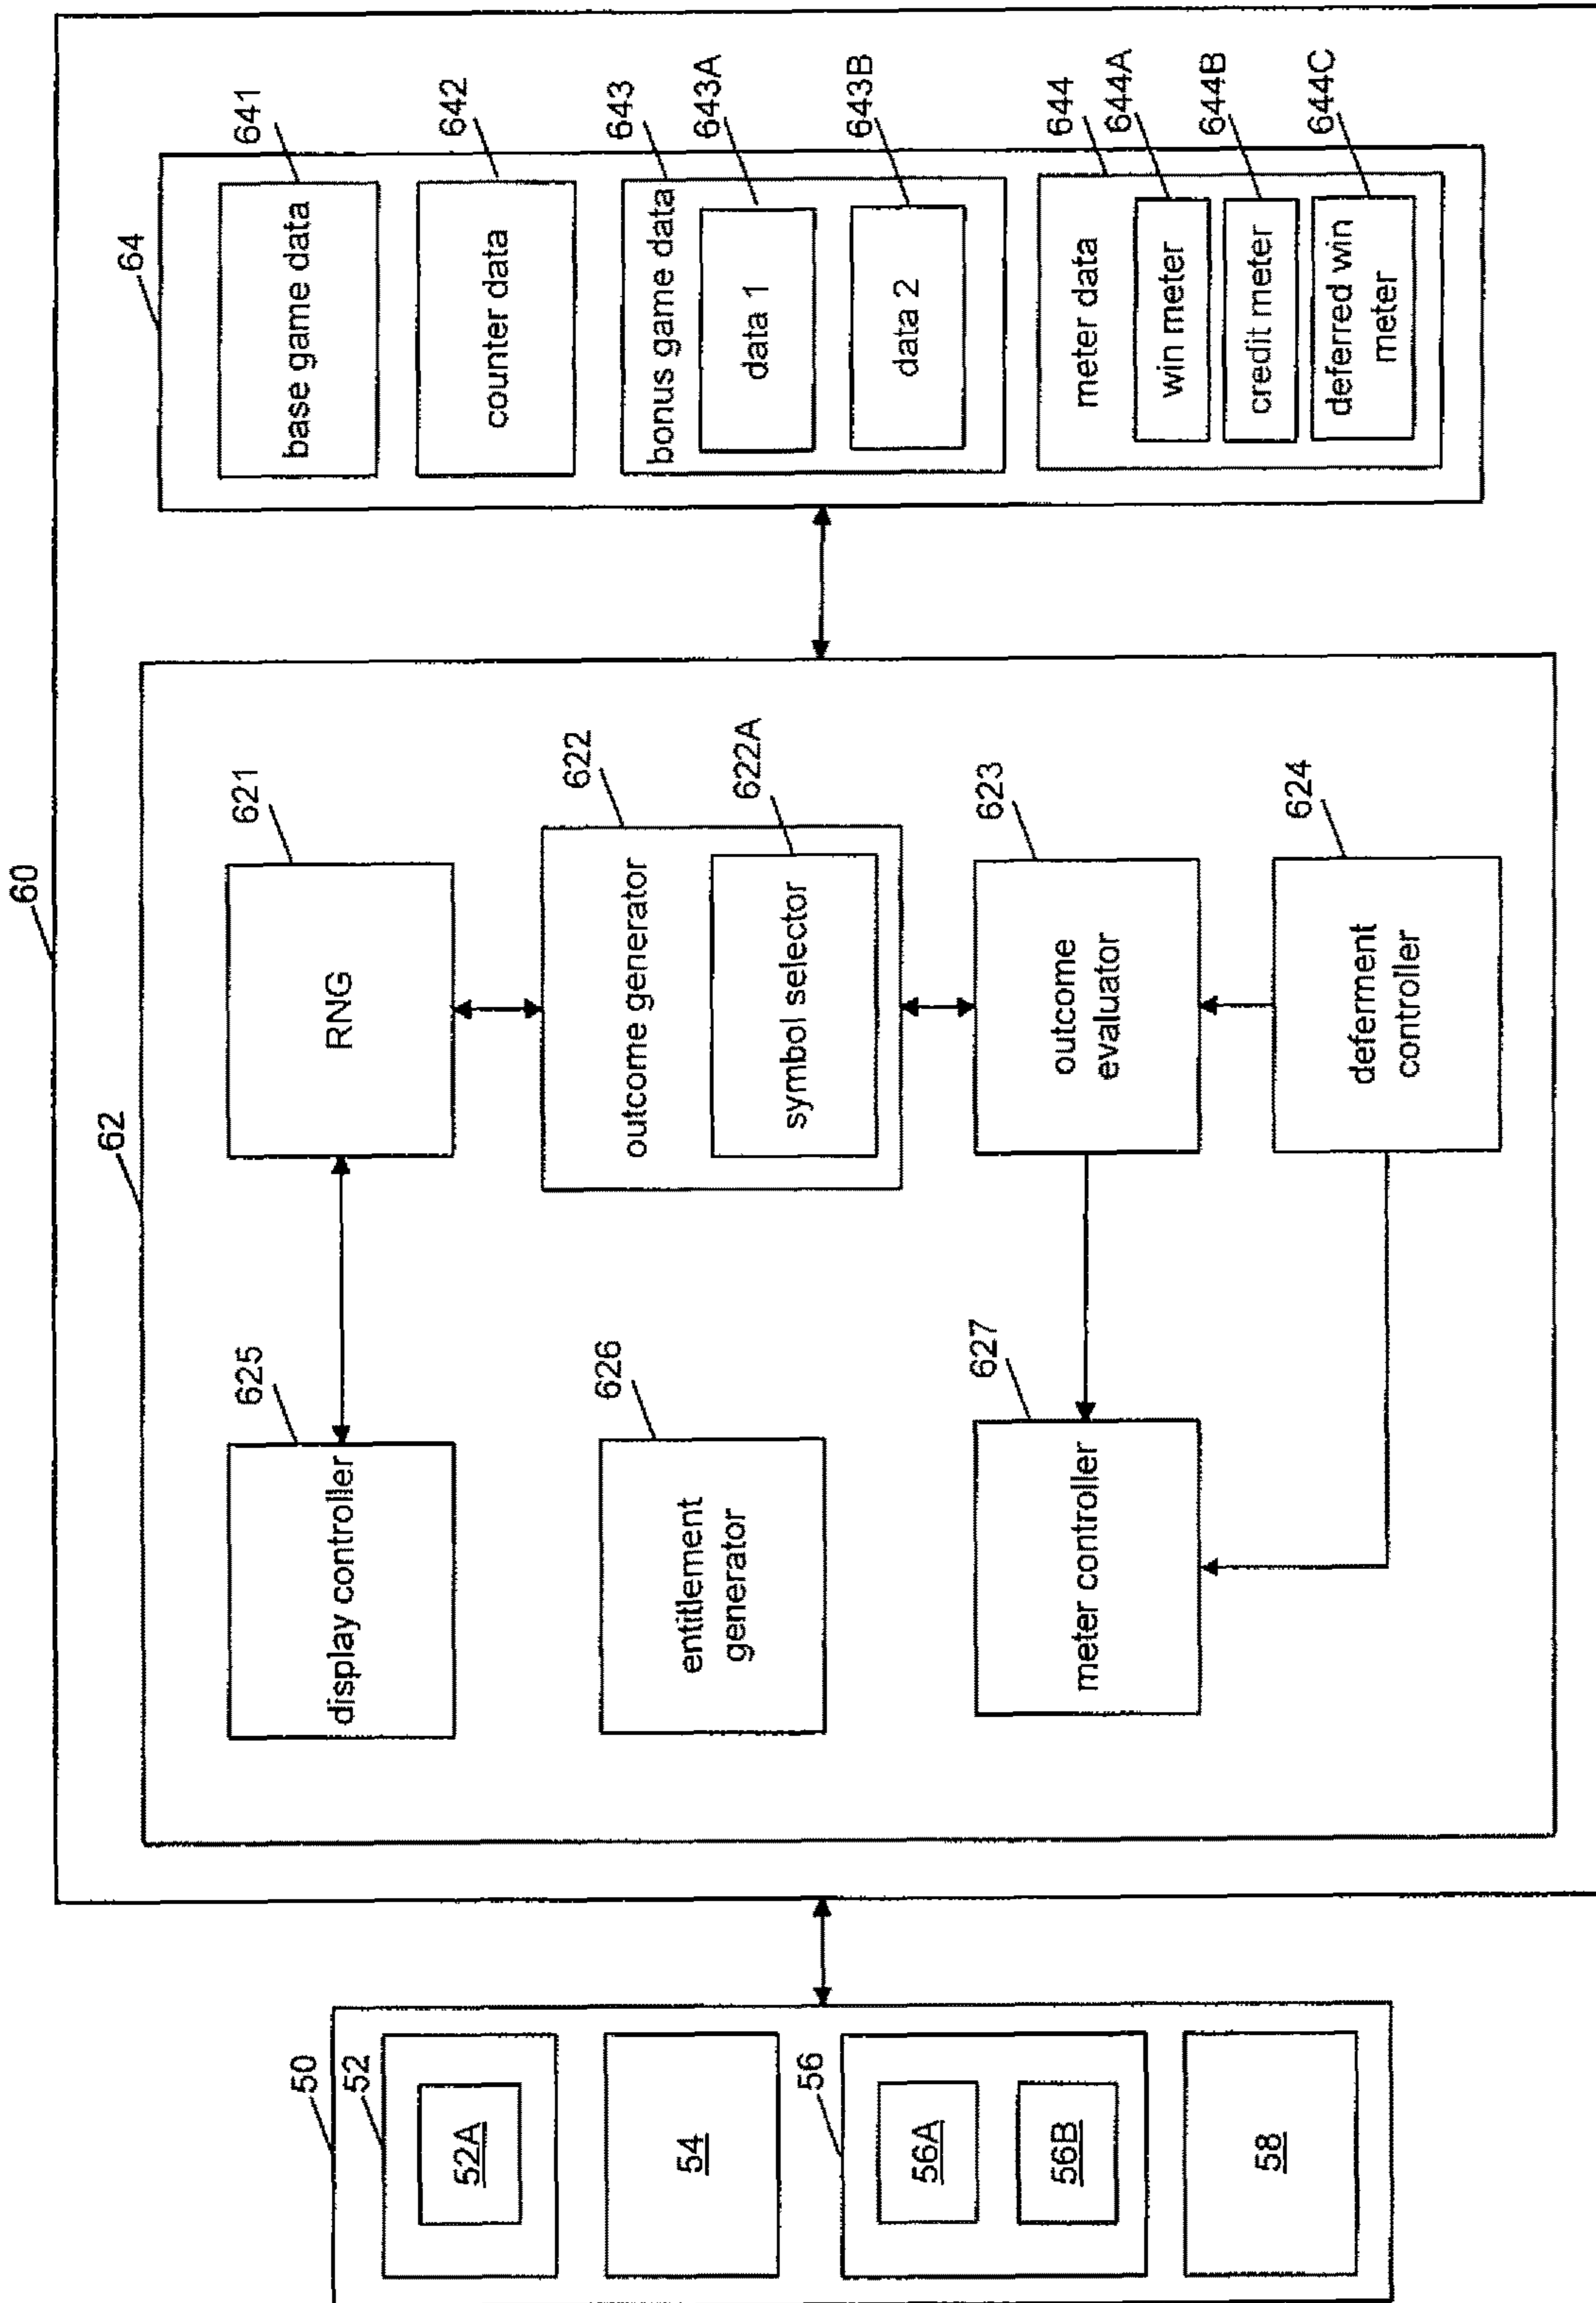 60
62
64
50
52
52A
54
56
56A
56B
58
625
display controller
621
RNG
626
entitlement
generator
622
outcome generator
622A
symbol selector
627
meter controller
623
outcome
evaluator
624
deferment
controller
641
base game data
642
counter data
643
bonus game data
643A
data 1
643B
data 2
644
meter data
644A
win meter
644B
credit meter
644C
deferred win
meter